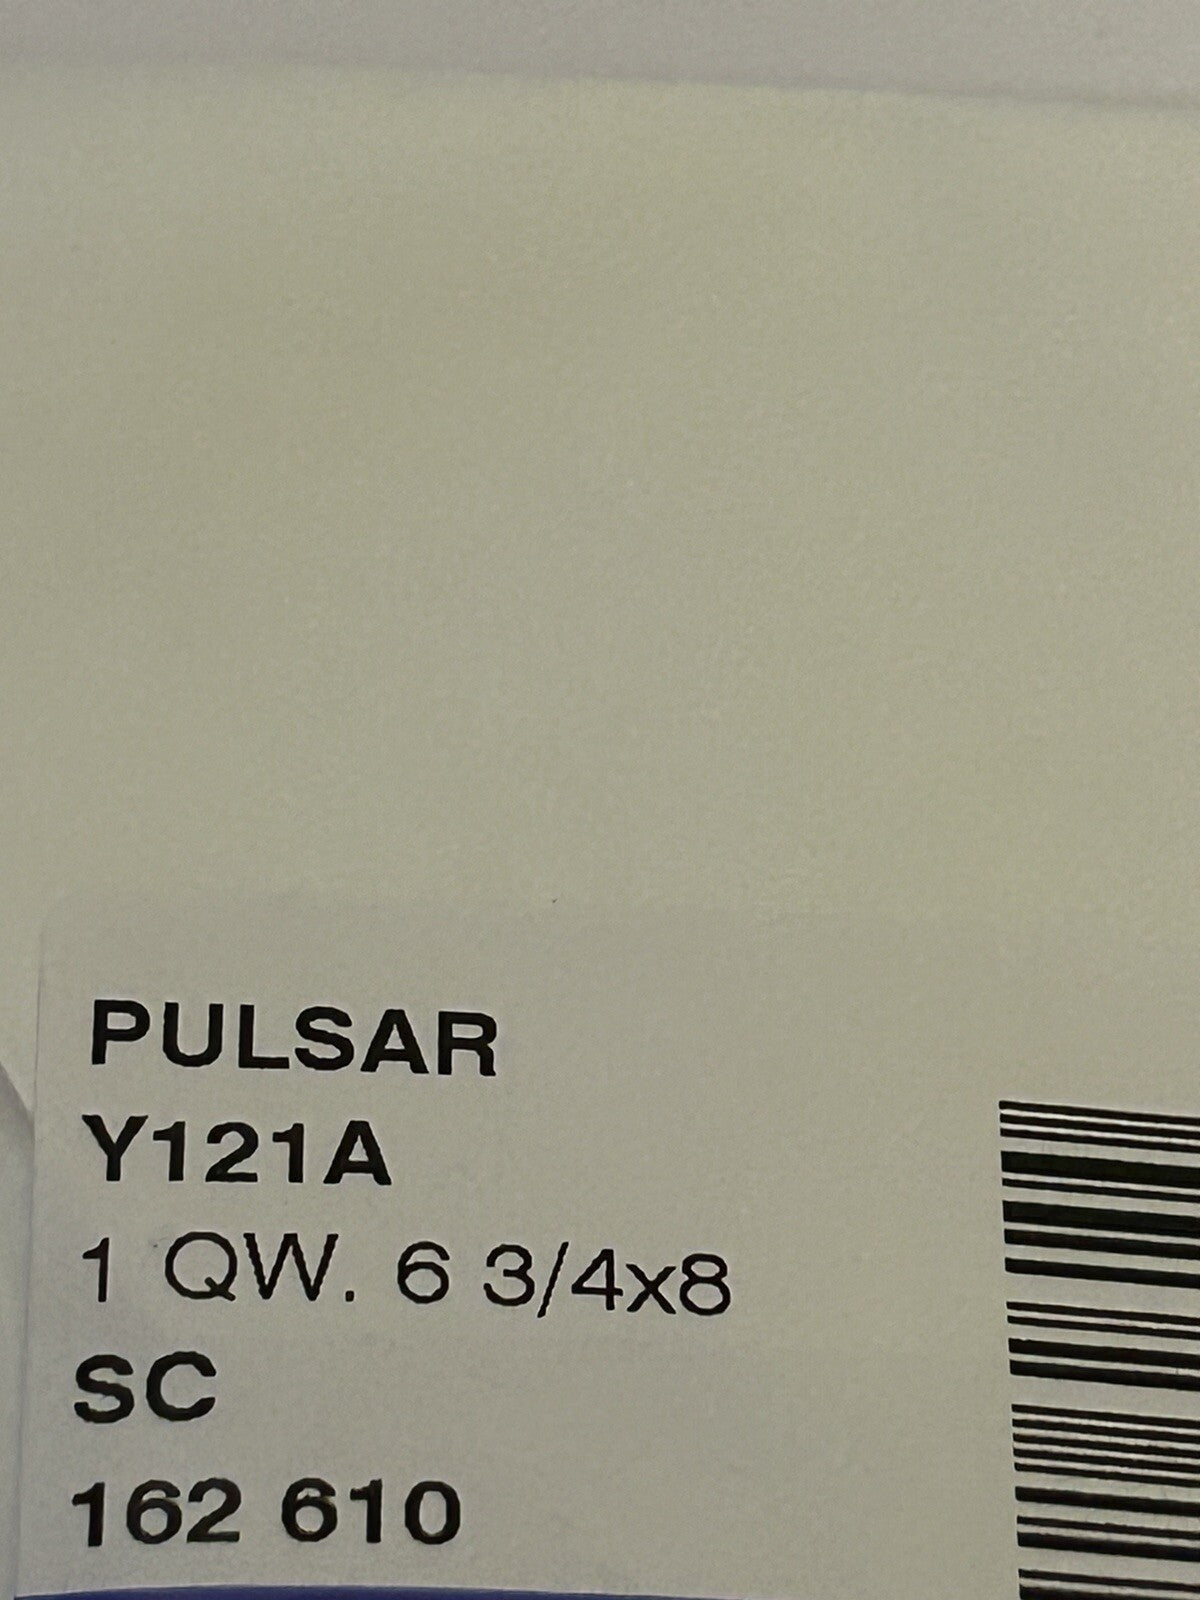 PULSAR
Y121A
1 QW. 6 3/4x8
SC
162 610